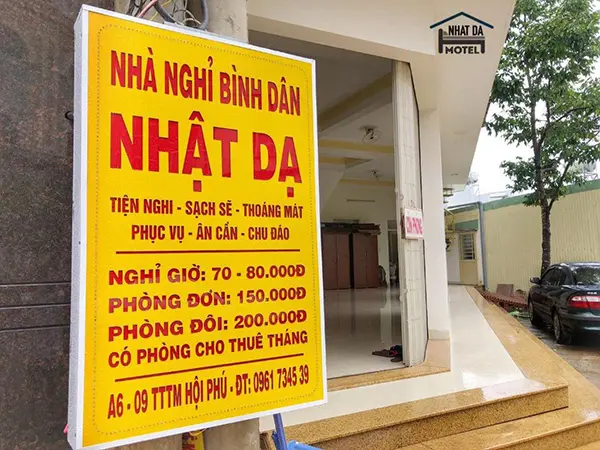 NHẬT DẠ
MOTEL
NHÀ NGHỈ BÌNH DÂN
NHẬT DẠ
TIỆN NGHI - SẠCH SẼ - THOÁNG MÁT
PHỤC VỤ - ÂN CẦN - CHU ĐÁO
NGHỈ GIỜ: 70 - 80.000Đ
PHÒNG ĐƠN: 150.000Đ
PHÒNG ĐÔI: 200.000Đ
CÓ PHÒNG CHO THUÊ THÁNG
A6 - 09 TTTM HỘI PHÚ - ĐT: 0961 7345 39
CÒN PHÒNG